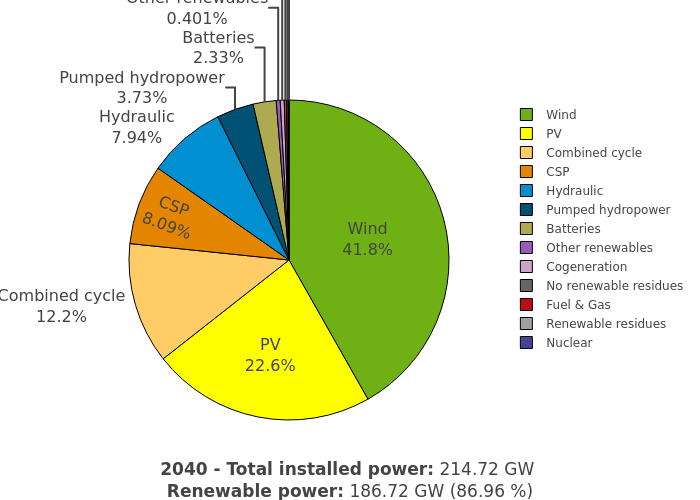 Other renewables
0.401%
Batteries
2.33%
Pumped hydropower
3.73%
Hydraulic
7.94%
CSP
8.09%
Wind
41.8%
Combined cycle
12.2%
PV
22.6%
Wind
PV
Combined cycle
CSP
Hydraulic
Pumped hydropower
Batteries
Other renewables
Cogeneration
No renewable residues
Fuel & Gas
Renewable residues
Nuclear
2040 - Total installed power: 214.72 GW
Renewable power: 186.72 GW (86.96 %)